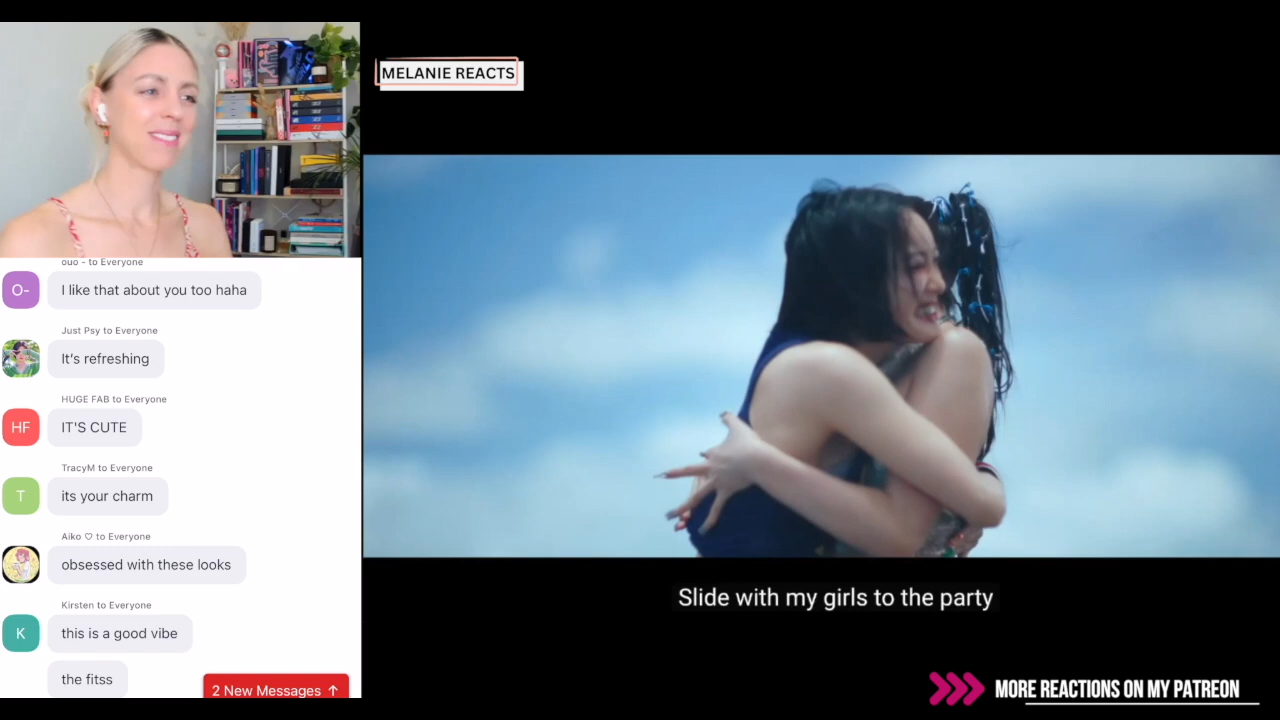 MELANIE REACTS
ouo - to Everyone
O-
I like that about you too haha
Just Psy to Everyone
It's refreshing
HUGE FAB to Everyone
HF
IT'S CUTE
TracyM to Everyone
T
its your charm
Aiko ♡ to Everyone
obsessed with these looks
Kirsten to Everyone
K
this is a good vibe
the fitss
2 New Messages ↑
Slide with my girls to the party
MORE REACTIONS ON MY PATREON